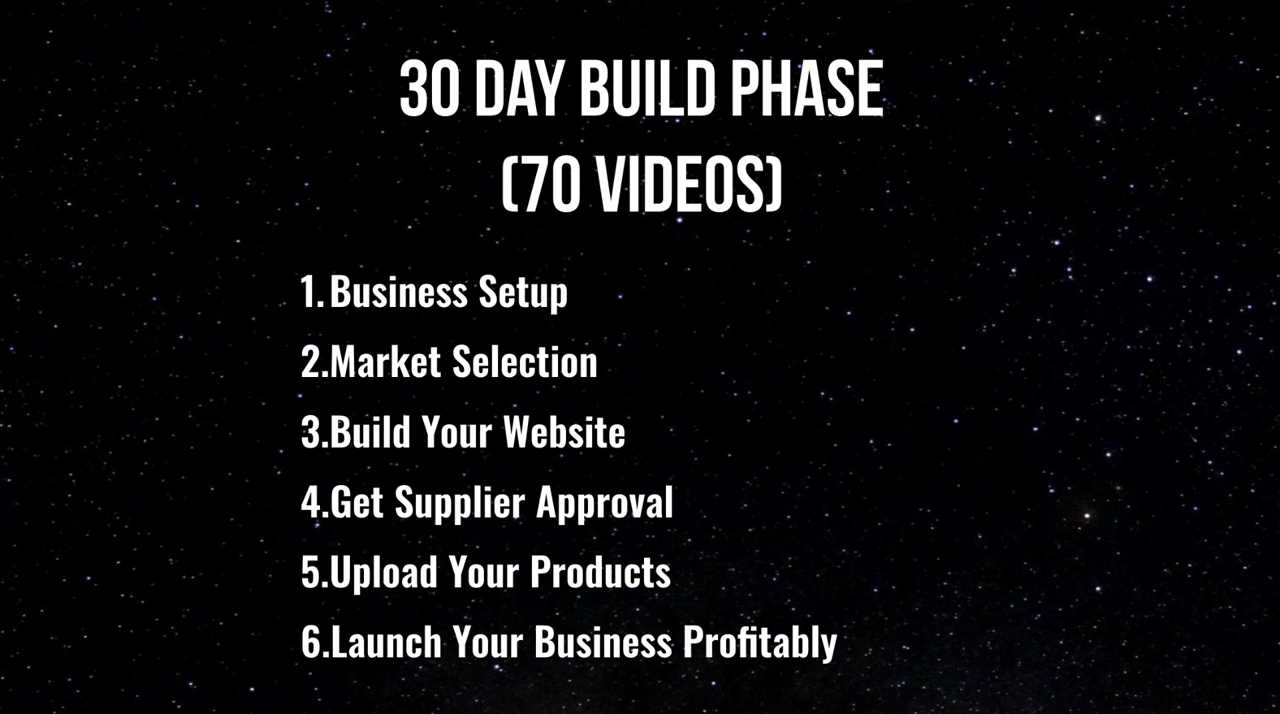 30 DAY BUILD PHASE
(70 VIDEOS)
1. Business Setup
2.Market Selection
3.Build Your Website
4.Get Supplier Approval
5.Upload Your Products
6.Launch Your Business Profitably